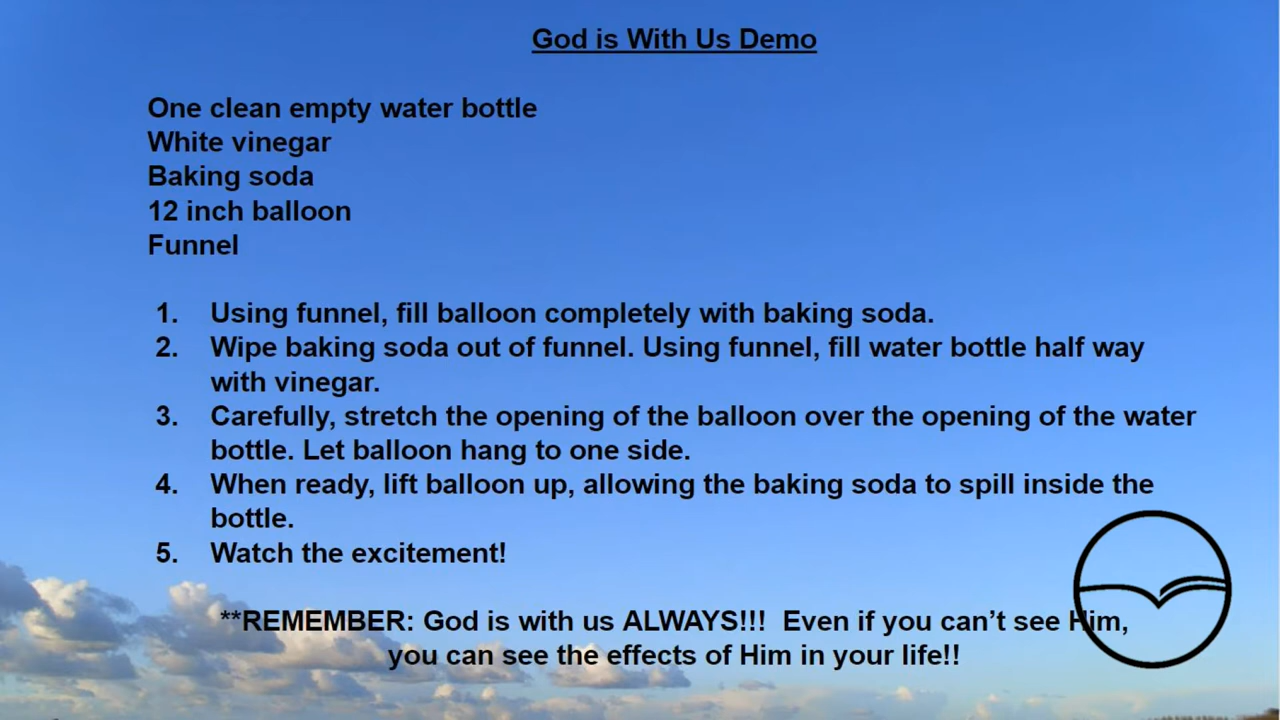 God is With Us Demo
One clean empty water bottle
White vinegar
Baking soda
12 inch balloon
Funnel
1. Using funnel, fill balloon completely with baking soda.
2. Wipe baking soda out of funnel. Using funnel, fill water bottle half way
with vinegar.
3. Carefully, stretch the opening of the balloon over the opening of the water
bottle. Let balloon hang to one side.
4. When ready, lift balloon up, allowing the baking soda to spill inside the
bottle.
5. Watch the excitement!
**REMEMBER: God is with us ALWAYS!!! Even if you can’t see Him,
you can see the effects of Him in your life!!